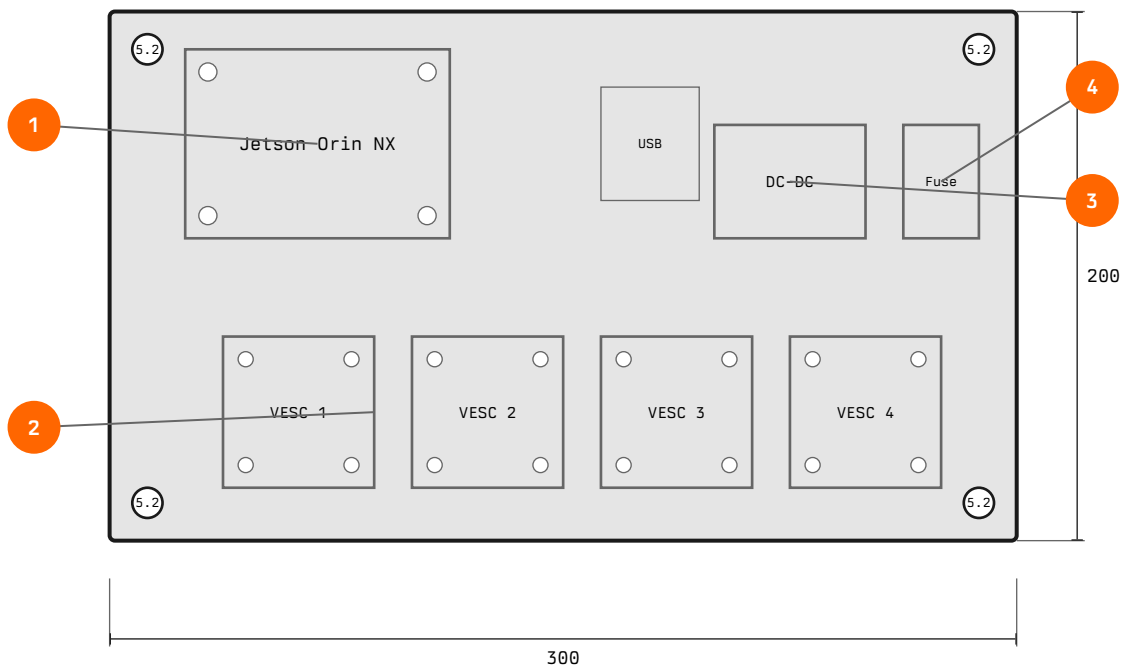 5.2
5.2
4
1
Jetson Orin NX
USB
DC-DC
Fuse
3
200
VESC 1
VESC 2
VESC 3
VESC 4
2
5.2
5.2
300